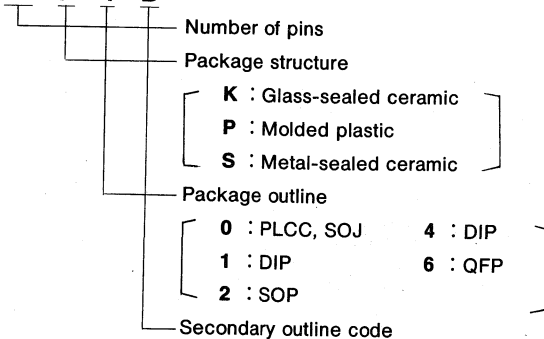 Number of pins
Package structure
K : Glass-sealed ceramic
P : Molded plastic
S : Metal-sealed ceramic
Package outline
0 : PLCC, SOJ 4 : DIP
1 : DIP 6 : QFP
2 : SOP
Secondary outline code